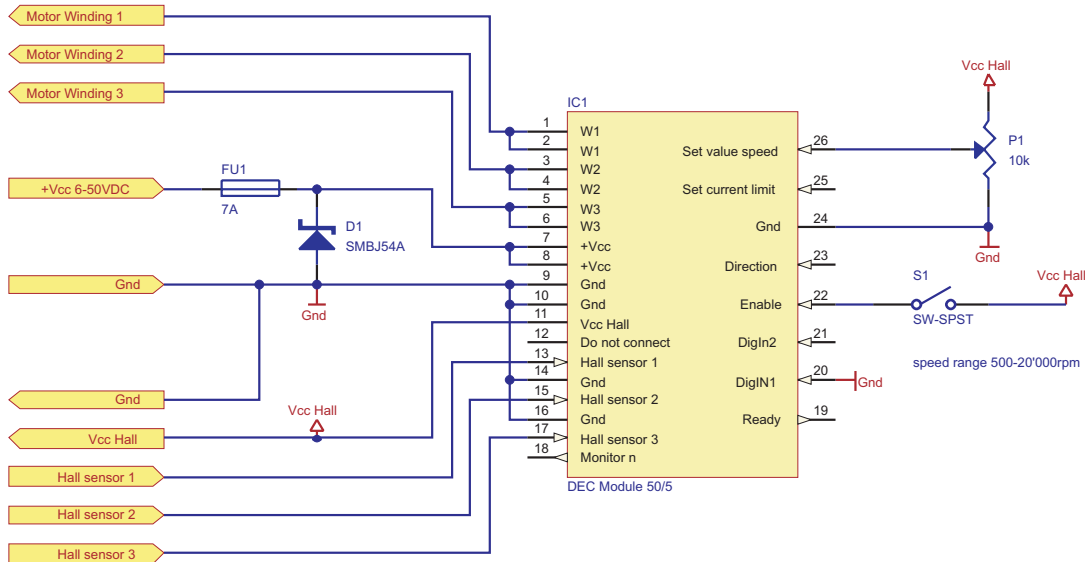 Motor Winding 1
Motor Winding 2
Motor Winding 3
+Vcc 6-50VDC
FU1
7A
D1
SMBJ54A
Gnd
Gnd
Gnd
Vcc Hall
Vcc Hall
Hall sensor 1
Hall sensor 2
Hall sensor 3
IC1
1 W1
2 W1
3 W2
4 W2
5 W3
6 W3
7 +Vcc
8 +Vcc
9 Gnd
10 Gnd
11 Vcc Hall
12 Do not connect
13 Hall sensor 1
14 Gnd
15 Hall sensor 2
16 Gnd
17 Hall sensor 3
18 Monitor n
Set value speed 26
Set current limit 25
Gnd 24
Direction 23
Enable 22
DigIn2 21
DigIN1 20
Ready 19
DEC Module 50/5
Vcc Hall
P1
10k
Gnd
S1
SW-SPST
Vcc Hall
speed range 500-20'000rpm
Gnd